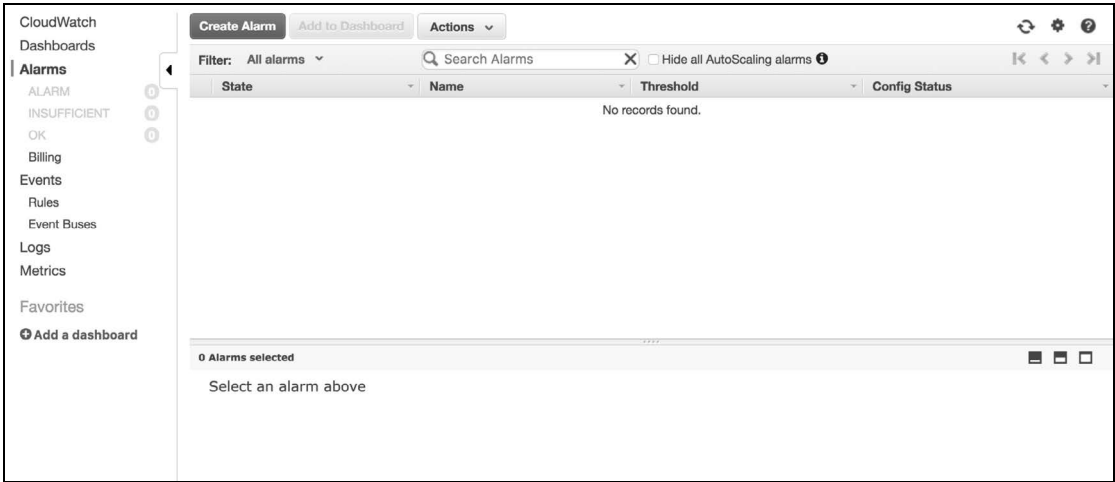 CloudWatch
Dashboards
Alarms
ALARM 0
INSUFFICIENT 0
OK 0
Billing
Events
Rules
Event Buses
Logs
Metrics
Favorites
Add a dashboard
Create Alarm Add to Dashboard Actions
Filter: All alarms Search Alarms Hide all AutoScaling alarms
State Name Threshold Config Status
No records found.
0 Alarms selected
Select an alarm above